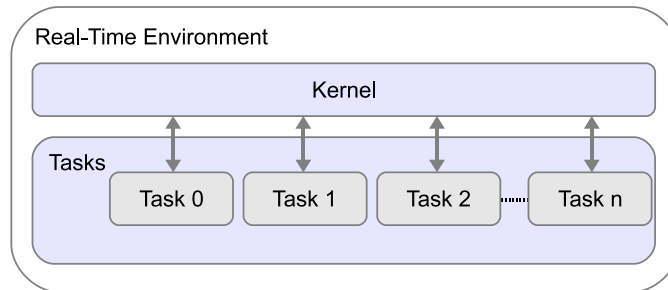 Real-Time Environment
Kernel
Tasks
Task 0
Task 1
Task 2
Task n